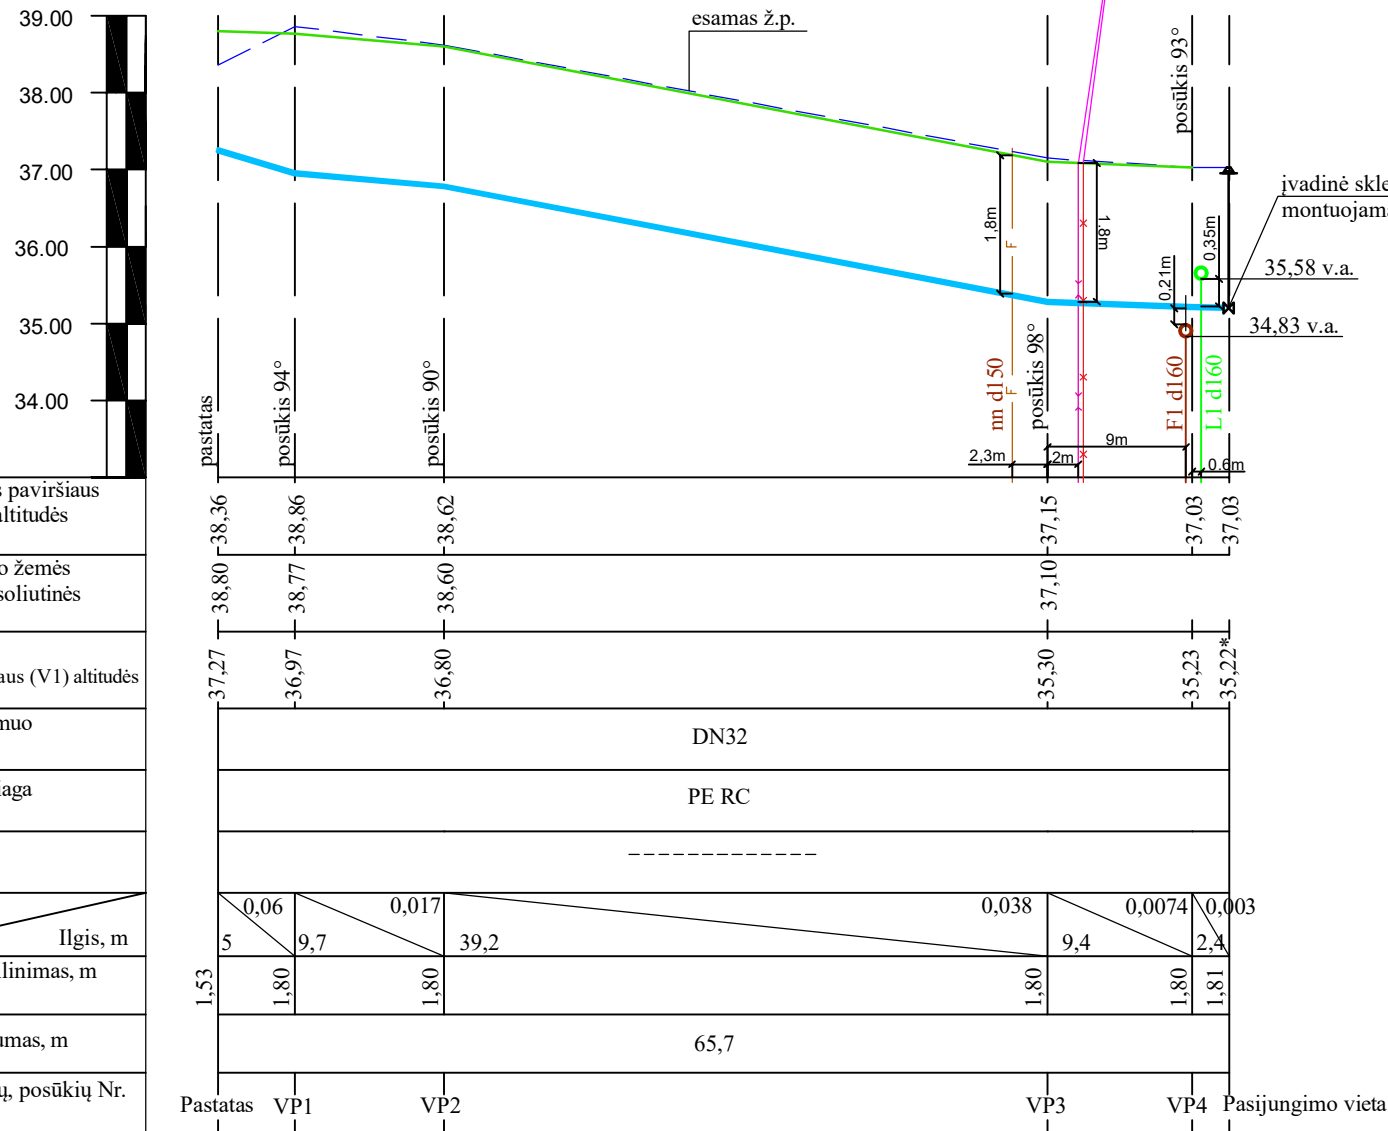 39.00
38.00
37.00
36.00
35.00
34.00
esamas ž.p.
posūkis 93°
įvadinė skle
montuojama
35,58 v.a.
34,83 v.a.
1,8m
1.8m
0,21m
0,35m
pastatas
posūkis 94°
posūkis 90°
nn d150
posūkis 98°
F1 d160
L1 d160
F
F
2,3m
2m
9m
0.6m
s paviršiaus
altitudės
38,36
38,86
38,62
37,15
37,03
37,03
o žemės
soliutinės
38,80
38,77
38,60
37,10
aus (V1) altitudės
37,27
36,97
36,80
35,30
35,23
35,22*
muo
DN32
iaga
PE RC
0,06
0,017
0,038
0,0074
0,003
Ilgis, m
5
9,7
39,2
9,4
2,4
ilinimas, m
1,53
1,80
1,80
1,80
1,80
1,81
umas, m
65,7
ų, posūkių Nr.
Pastatas
VP1
VP2
VP3
VP4
Pasijungimo vieta